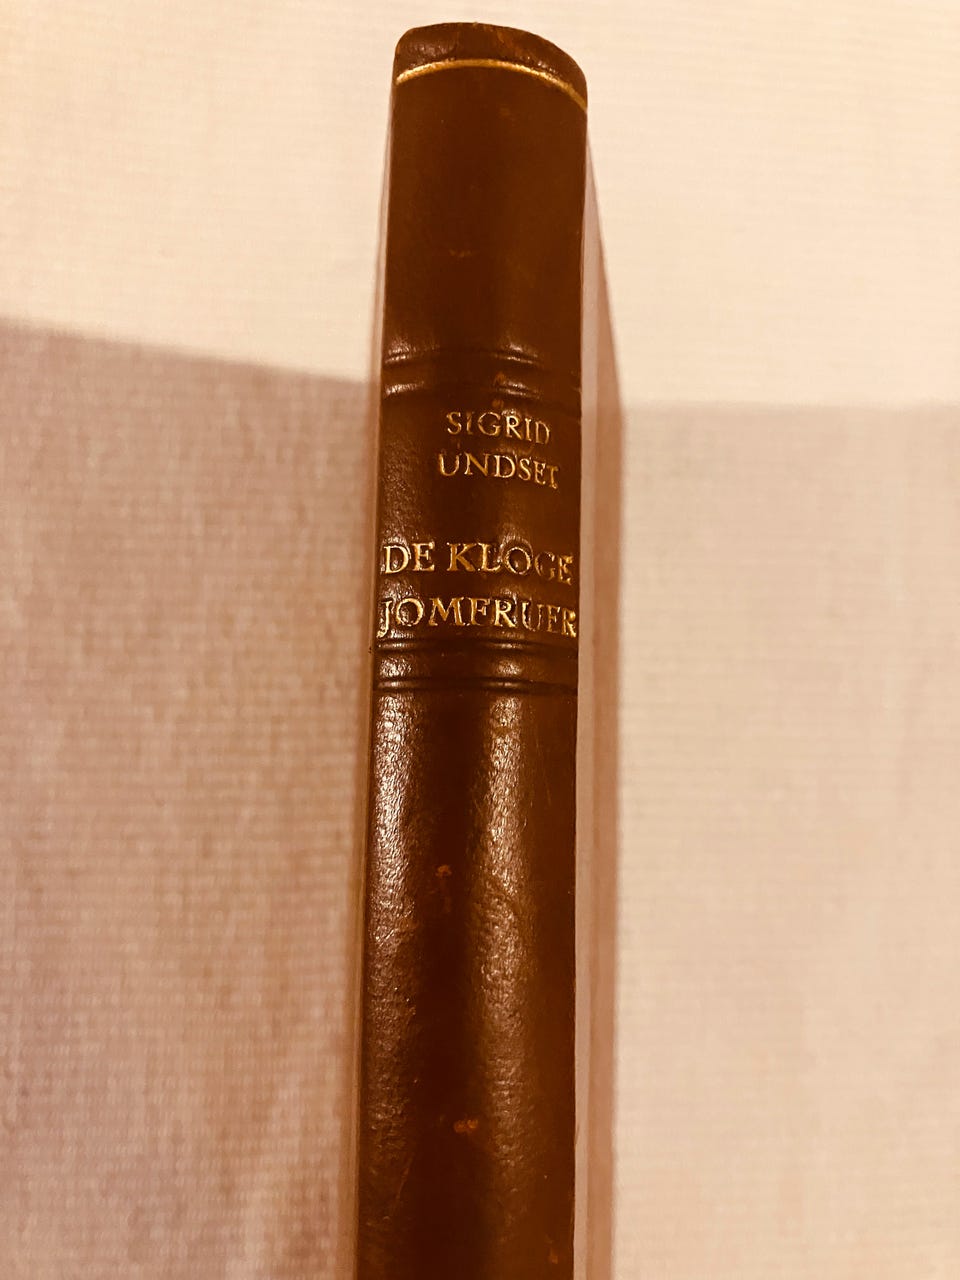 SIGRID
UNDSET
DE KLOGE
JOMFRUER